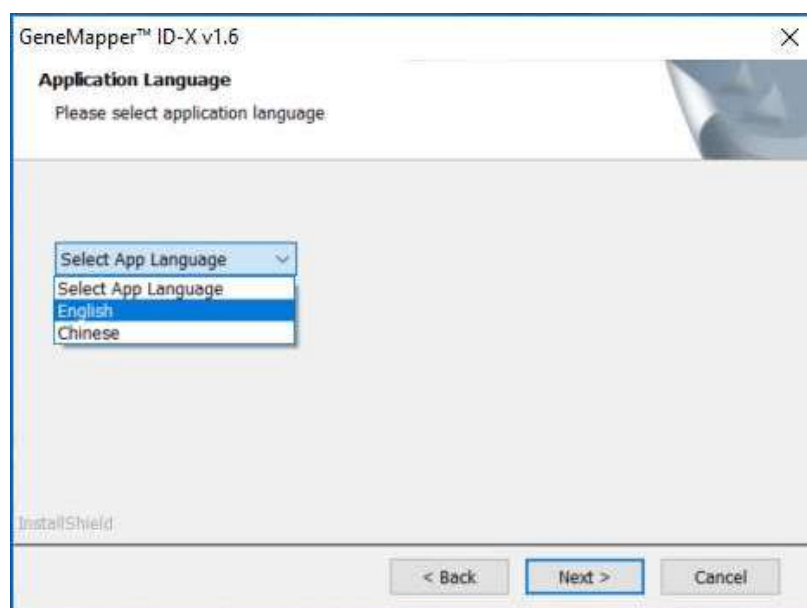 GeneMapper™ ID-X v1.6
Application Language
Please select application language
Select App Language
Select App Language
English
Chinese
InstallShield
< Back
Next >
Cancel